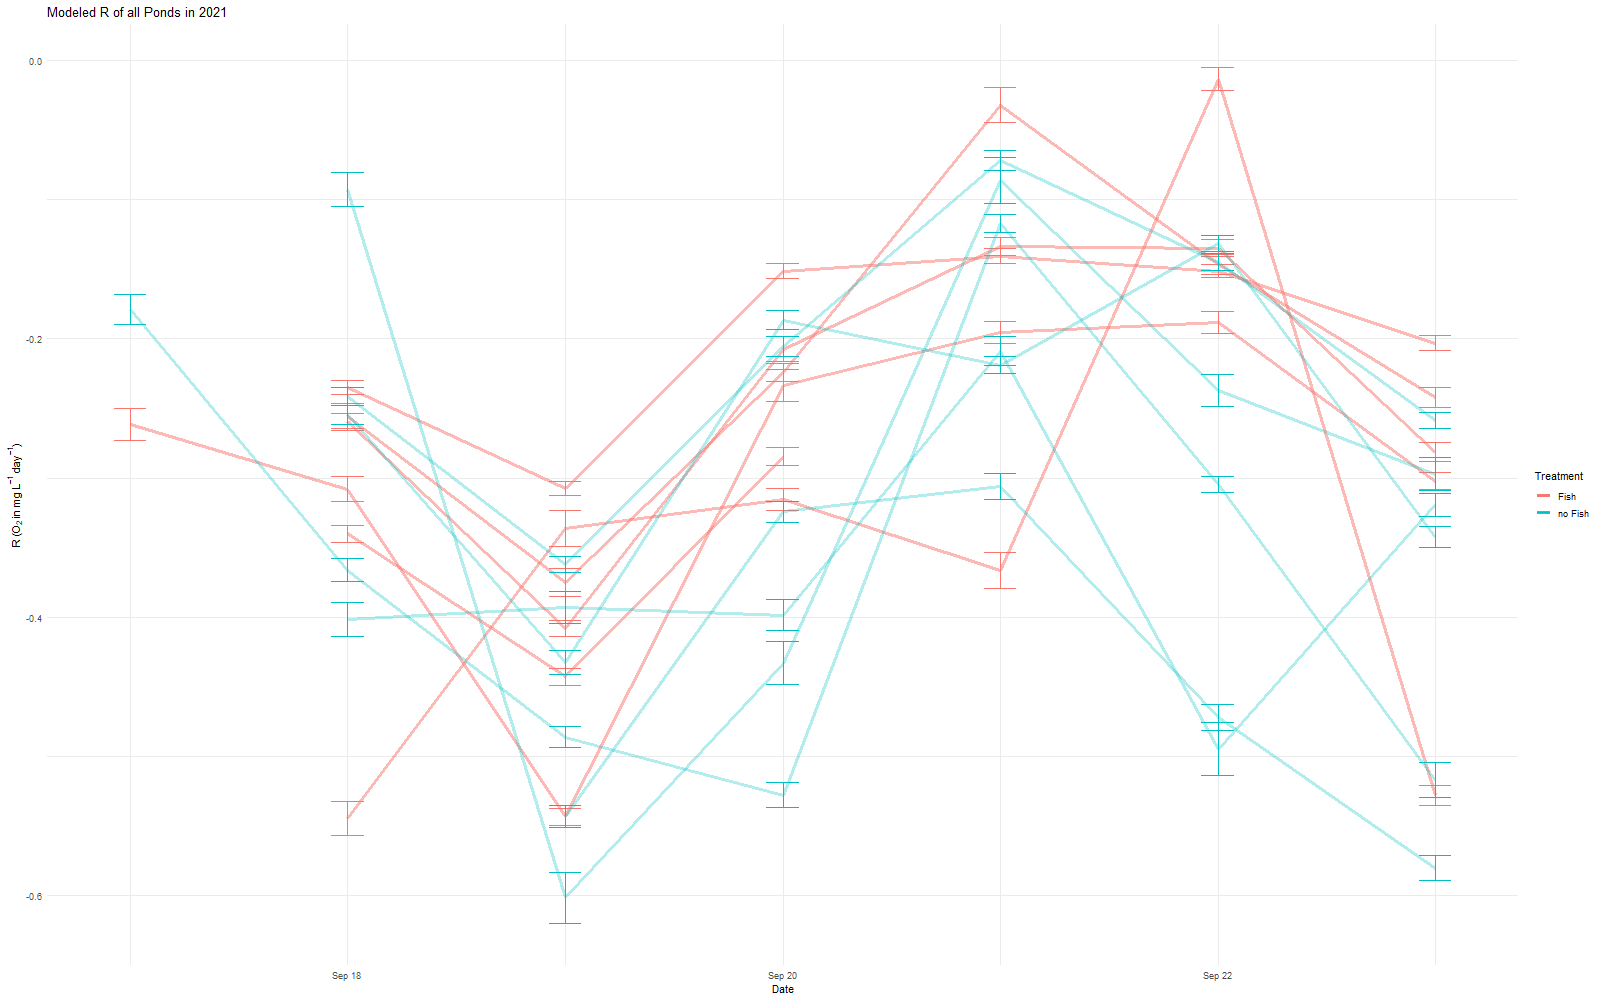 Modeled R of all Ponds in 2021
R (O₂ in mg L⁻¹ day⁻¹)
0.0
-0.2
-0.4
-0.6
Sep 18
Sep 20
Sep 22
Date
Treatment
Fish
no Fish